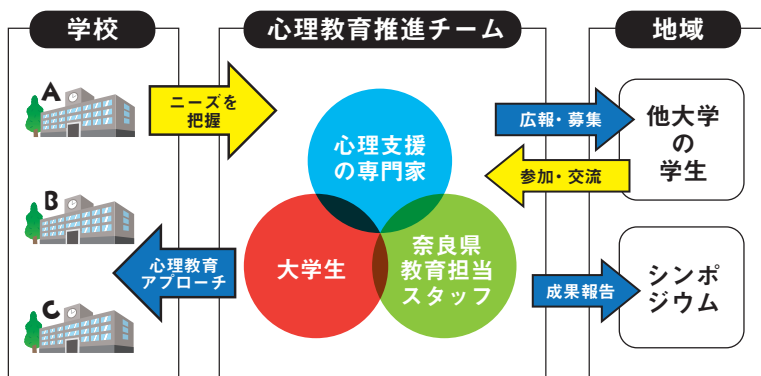 学校
心理教育推進チーム
地域
A
B
C
ニーズを
把握
心理教育
アプローチ
心理支援
の専門家
大学生
奈良県
教育担当
スタッフ
広報・募集
参加・交流
成果報告
他大学
の
学生
シンポ
ジウム